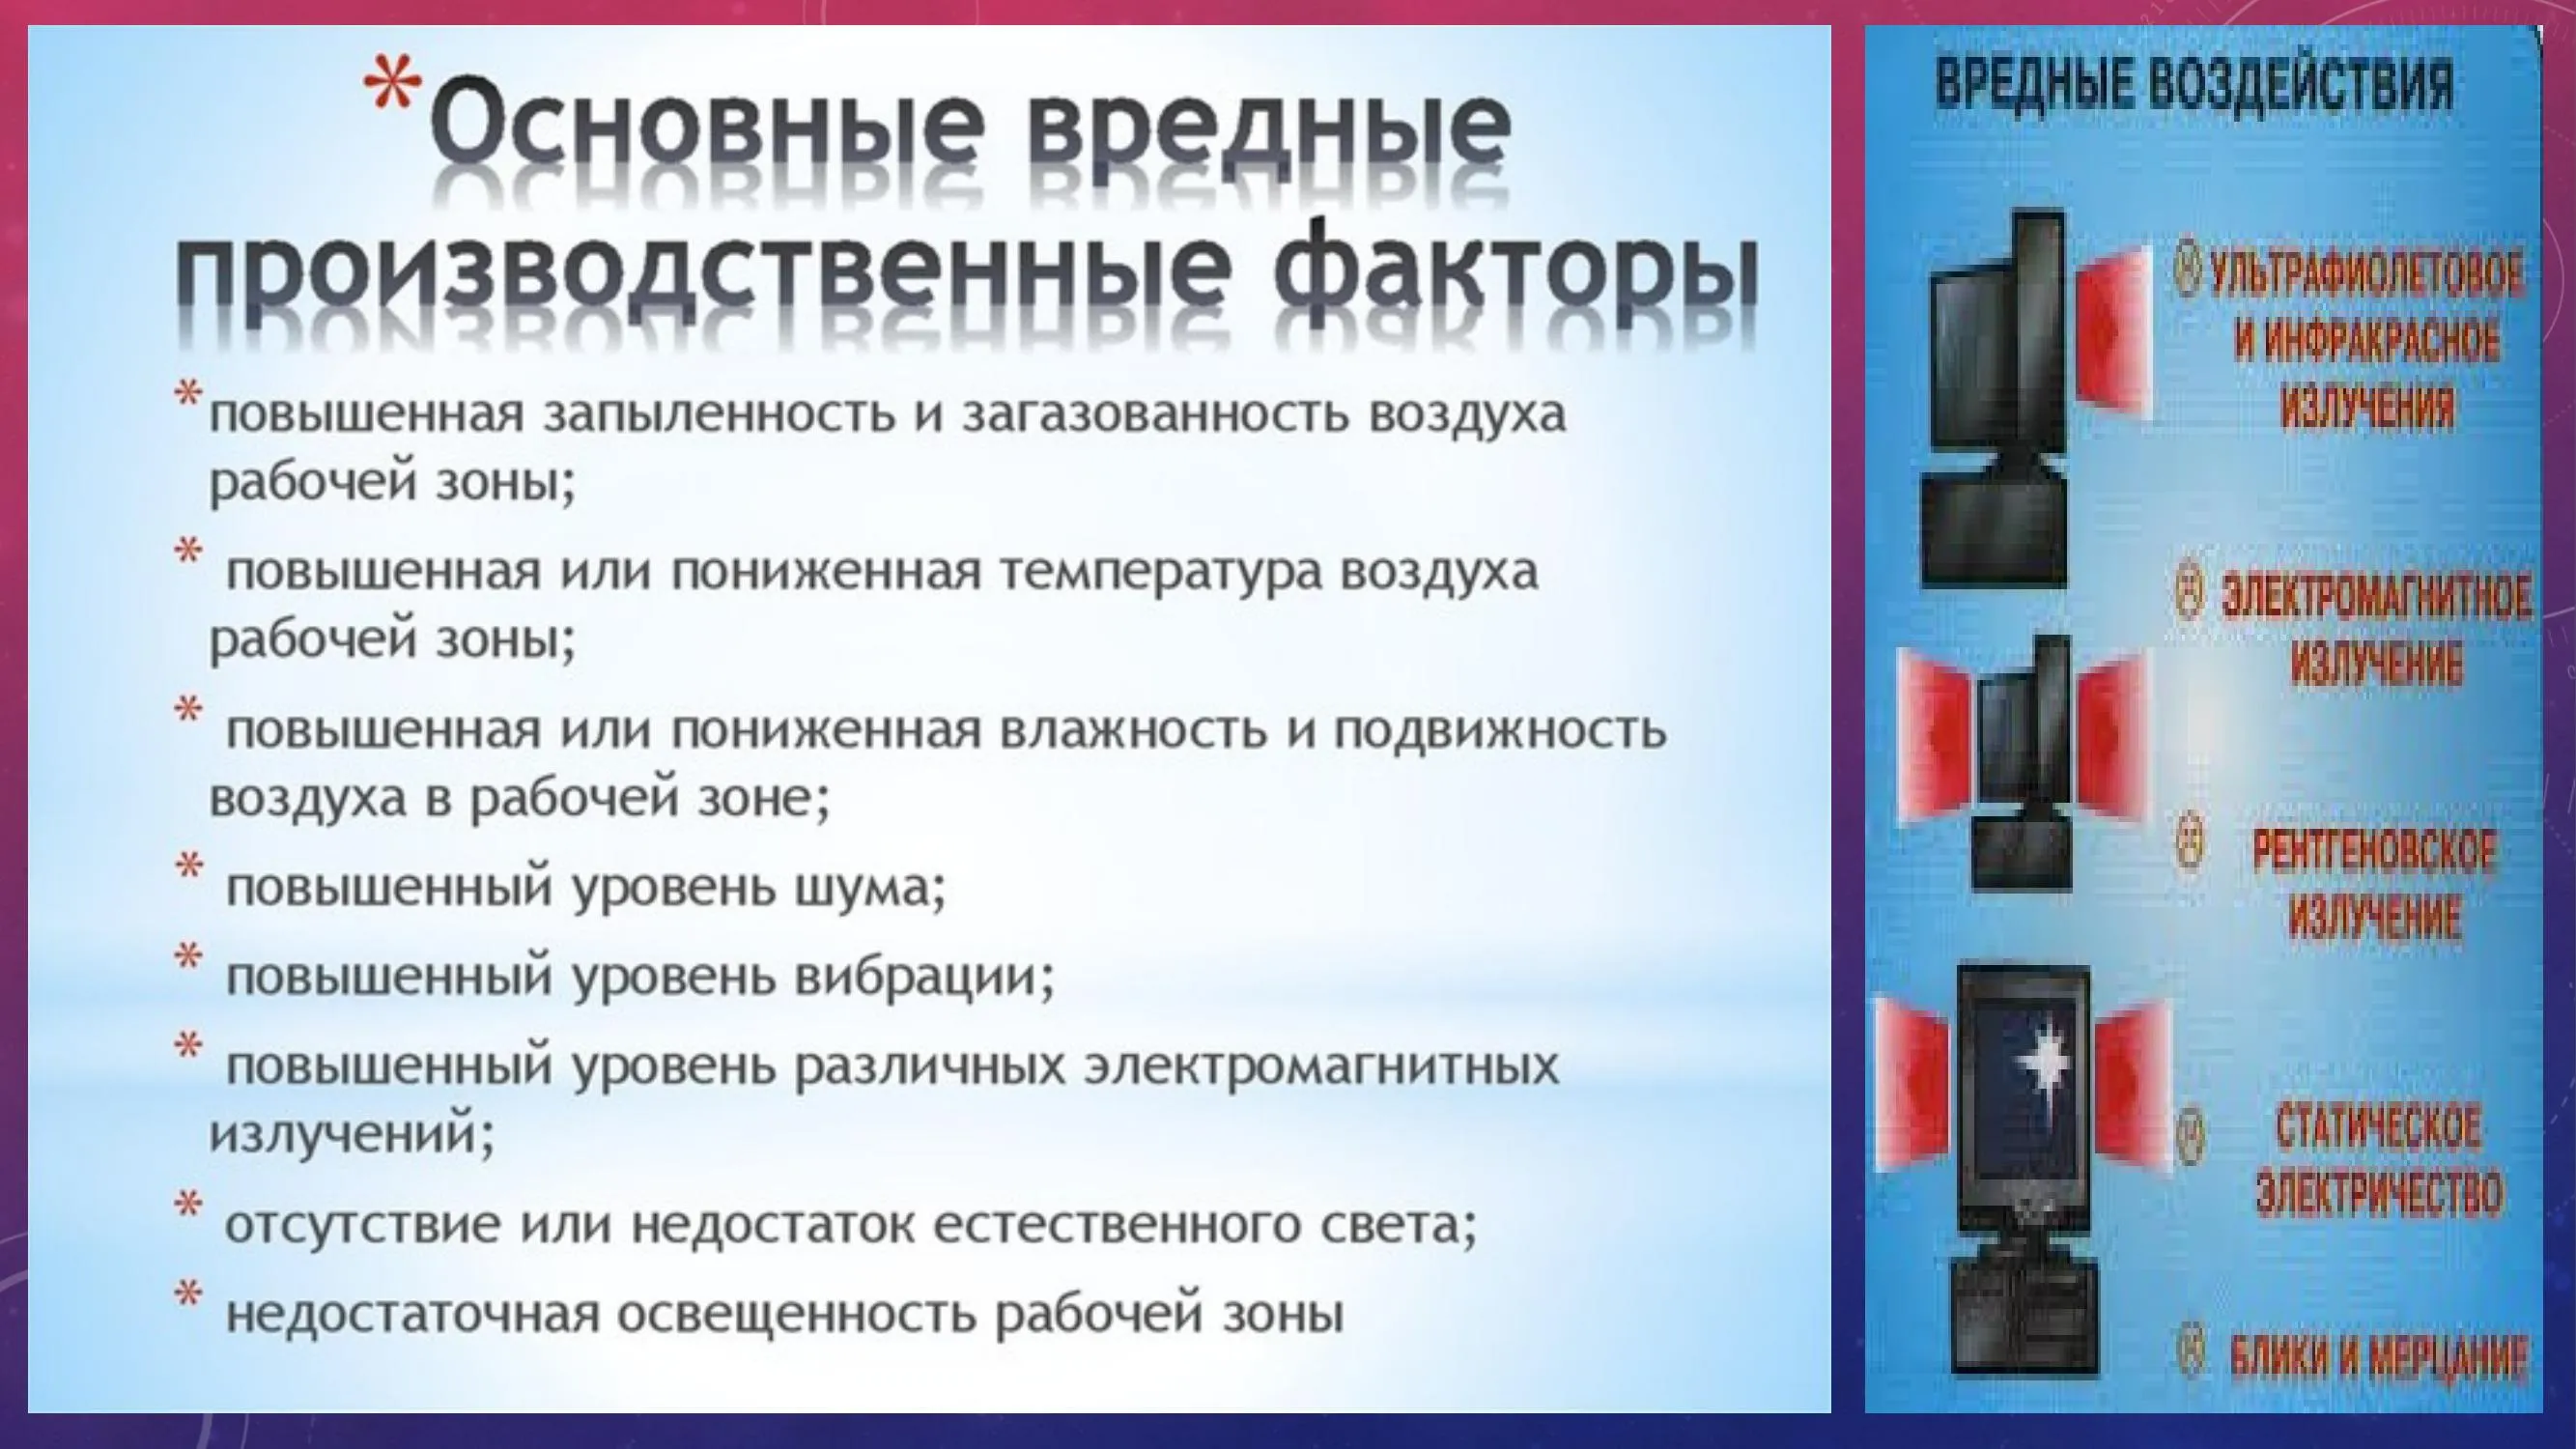 *Основные вредные
производственные факторы
*повышенная запыленность и загазованность воздуха
рабочей зоны;
* повышенная или пониженная температура воздуха
рабочей зоны;
* повышенная или пониженная влажность и подвижность
воздуха в рабочей зоне;
* повышенный уровень шума;
* повышенный уровень вибрации;
* повышенный уровень различных электромагнитных
излучений;
* отсутствие или недостаток естественного света;
* недостаточная освещенность рабочей зоны
ВРЕДНЫЕ ВОЗДЕЙСТВИЯ
УЛЬТРАФИОЛЕТОВОЕ
И ИНФРАКРАСНОЕ
ИЗЛУЧЕНИЯ
ЭЛЕКТРОМАГНИТНОЕ
ИЗЛУЧЕНИЕ
РЕНТГЕНОВСКОЕ
ИЗЛУЧЕНИЕ
СТАТИЧЕСКОЕ
ЭЛЕКТРИЧЕСТВО
БЛИКИ И МЕРЦАНИЕ